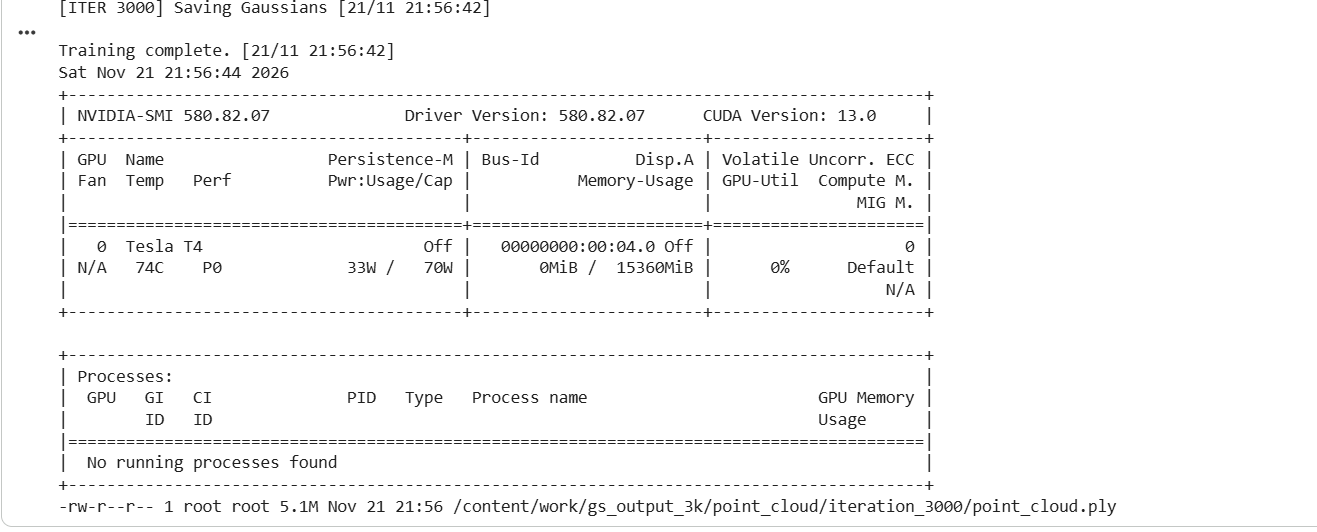 [ITER 3000] Saving Gaussians [21/11 21:56:42]
Training complete. [21/11 21:56:42]
Sat Nov 21 21:56:44 2026
+-----------------------------------------------------------------------------------------+
| NVIDIA-SMI 580.82.07              Driver Version: 580.82.07      CUDA Version: 13.0     |
+-----------------------------------------+------------------------+----------------------+
| GPU  Name                 Persistence-M | Bus-Id          Disp.A | Volatile Uncorr. ECC |
| Fan  Temp   Perf          Pwr:Usage/Cap |           Memory-Usage | GPU-Util  Compute M. |
|                                         |                        |               MIG M. |
|=========================================+========================+======================|
|   0  Tesla T4                       Off |   00000000:00:04.0 Off |                    0 |
| N/A   74C    P0              33W /   70W |       0MiB /  15360MiB |      0%      Default |
|                                         |                        |                  N/A |
+-----------------------------------------+------------------------+----------------------+
+-----------------------------------------------------------------------------------------+
| Processes:                                                                              |
|  GPU   GI   CI              PID   Type   Process name                        GPU Memory |
|        ID   ID                                                               Usage      |
|=========================================================================================|
|  No running processes found                                                             |
+-----------------------------------------------------------------------------------------+
-rw-r--r-- 1 root root 5.1M Nov 21 21:56 /content/work/gs_output_3k/point_cloud/iteration_3000/point_cloud.ply